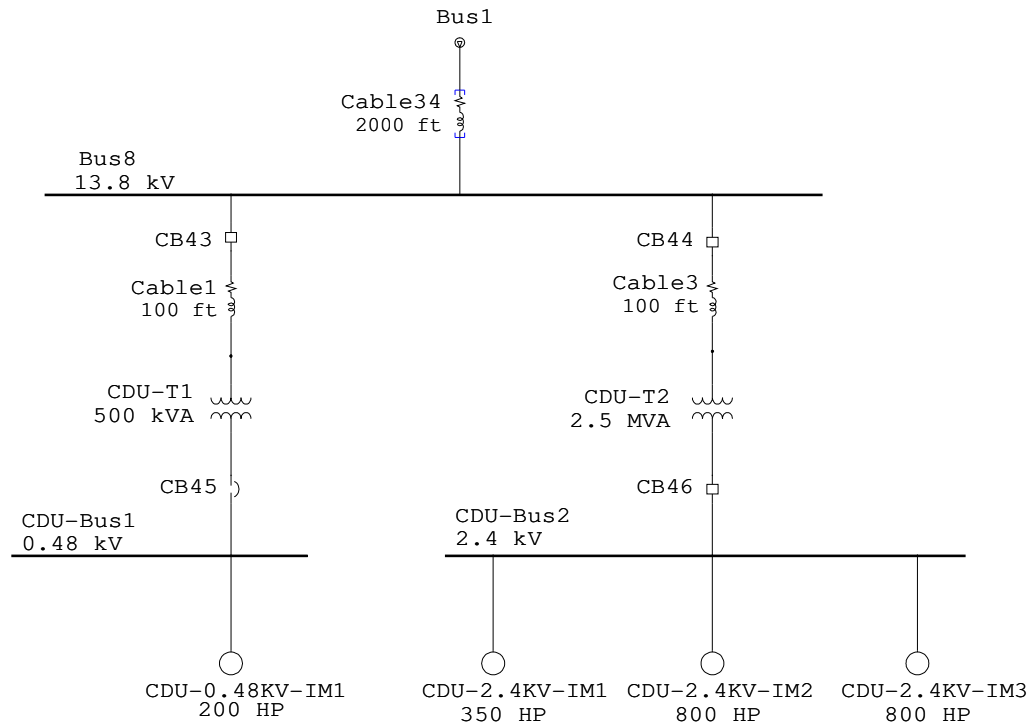 Bus1
Cable34
2000 ft
Bus8
13.8 kV
CB43
CB44
Cable1
100 ft
Cable3
100 ft
CDU-T1
500 kVA
CDU-T2
2.5 MVA
CB45
CB46
CDU-Bus1
0.48 kV
CDU-Bus2
2.4 kV
CDU-0.48KV-IM1
200 HP
CDU-2.4KV-IM1
350 HP
CDU-2.4KV-IM2
800 HP
CDU-2.4KV-IM3
800 HP